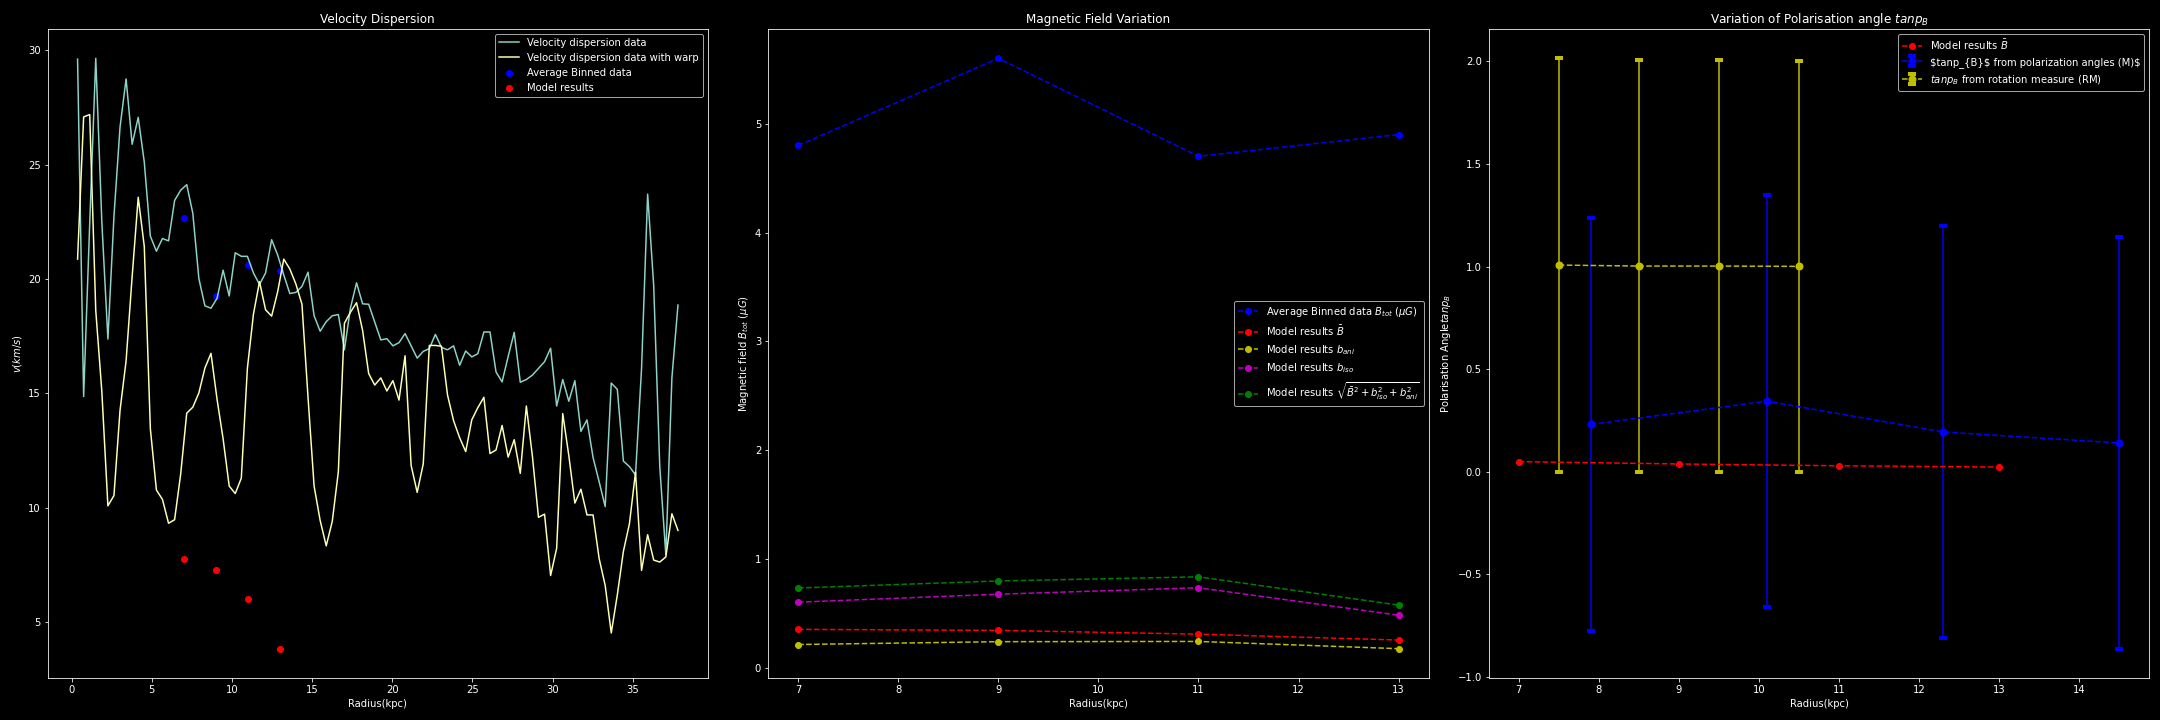 Velocity Dispersion
Velocity dispersion data
Velocity dispersion data with warp
Average Binned data
Model results
30
25
20
15
10
5
v(km/s)
0 5 10 15 20 25 30 35
Radius(kpc)
Magnetic Field Variation
5
4
3
2
1
0
Magnetic field B_tot (μG)
Average Binned data B_tot (μG)
Model results B̄
Model results b_ani
Model results b_iso
Model results √B̄² + b²_iso + b²_ani
7 8 9 10 11 12 13
Radius(kpc)
Variation of Polarisation angle tanp_B
Model results B̄
$tanp_{B}$ from polarization angles (M)$
tanp_B from rotation measure (RM)
2.0
1.5
1.0
0.5
0.0
−0.5
−1.0
Polarisation Angletanp_B
7 8 9 10 11 12 13 14
Radius(kpc)